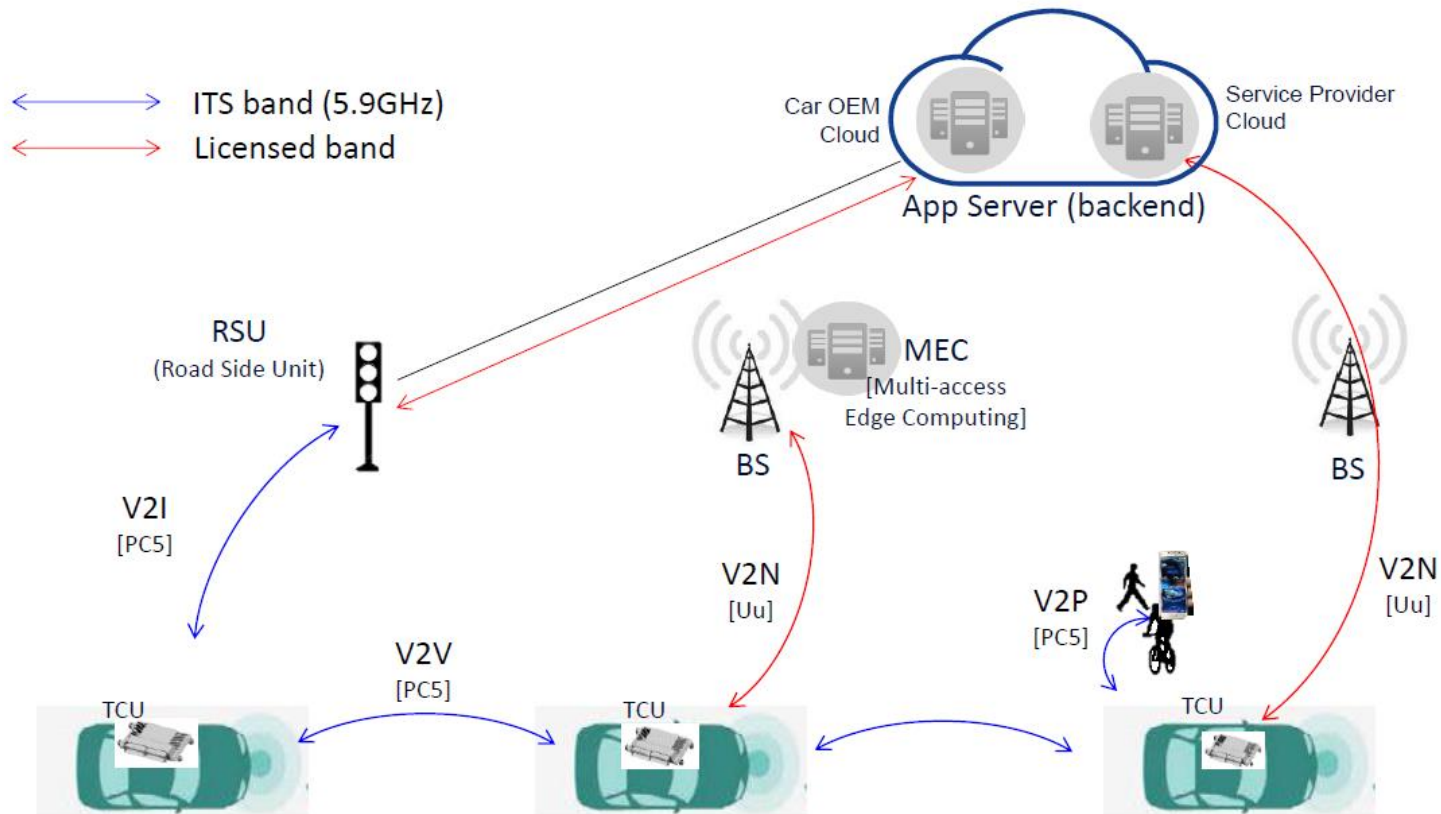 ITS band (5.9GHz)
Licensed band
Car OEM
Cloud
Service Provider
Cloud
App Server (backend)
RSU
(Road Side Unit)
MEC
[Multi-access
Edge Computing]
BS
BS
V2I
[PC5]
V2N
[Uu]
V2P
[PC5]
V2N
[Uu]
V2V
[PC5]
TCU
TCU
TCU